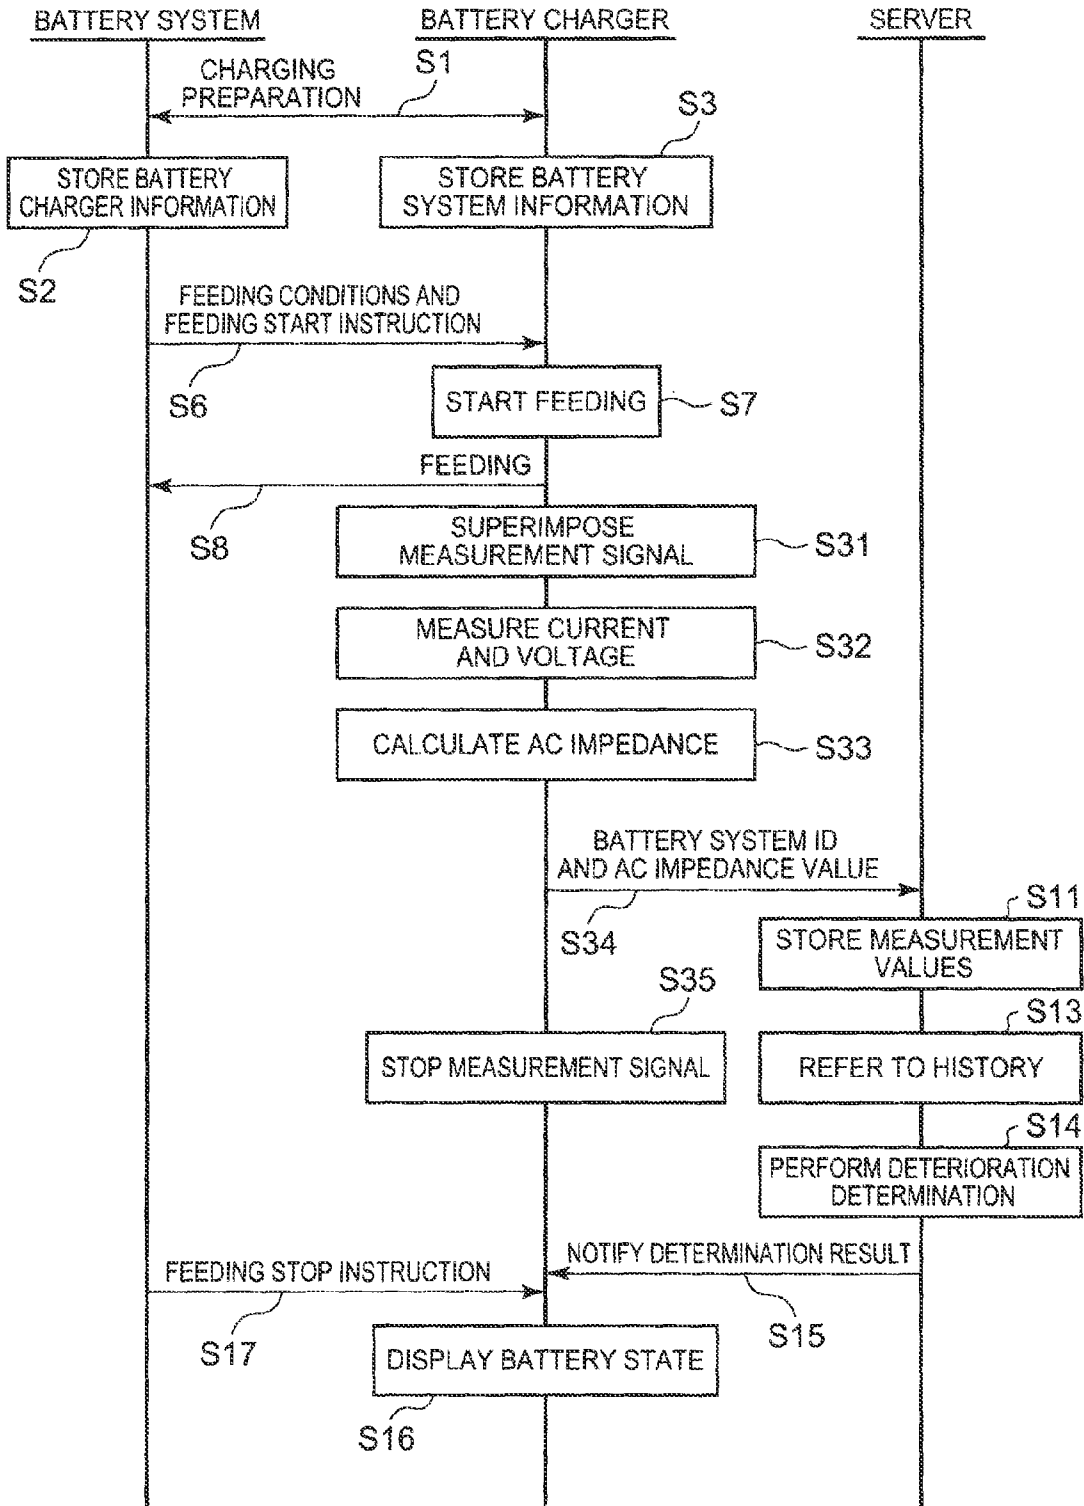 BATTERY SYSTEM
BATTERY CHARGER
SERVER
CHARGING
PREPARATION
S1
S3
STORE BATTERY
CHARGER INFORMATION
STORE BATTERY
SYSTEM INFORMATION
S2
FEEDING CONDITIONS AND
FEEDING START INSTRUCTION
S6
START FEEDING
S7
FEEDING
S8
SUPERIMPOSE
MEASUREMENT SIGNAL
S31
MEASURE CURRENT
AND VOLTAGE
S32
CALCULATE AC IMPEDANCE
S33
BATTERY SYSTEM ID
AND AC IMPEDANCE VALUE
S34
S11
STORE MEASUREMENT
VALUES
S35
STOP MEASUREMENT SIGNAL
S13
REFER TO HISTORY
S14
PERFORM DETERIORATION
DETERMINATION
NOTIFY DETERMINATION RESULT
S15
FEEDING STOP INSTRUCTION
S17
DISPLAY BATTERY STATE
S16